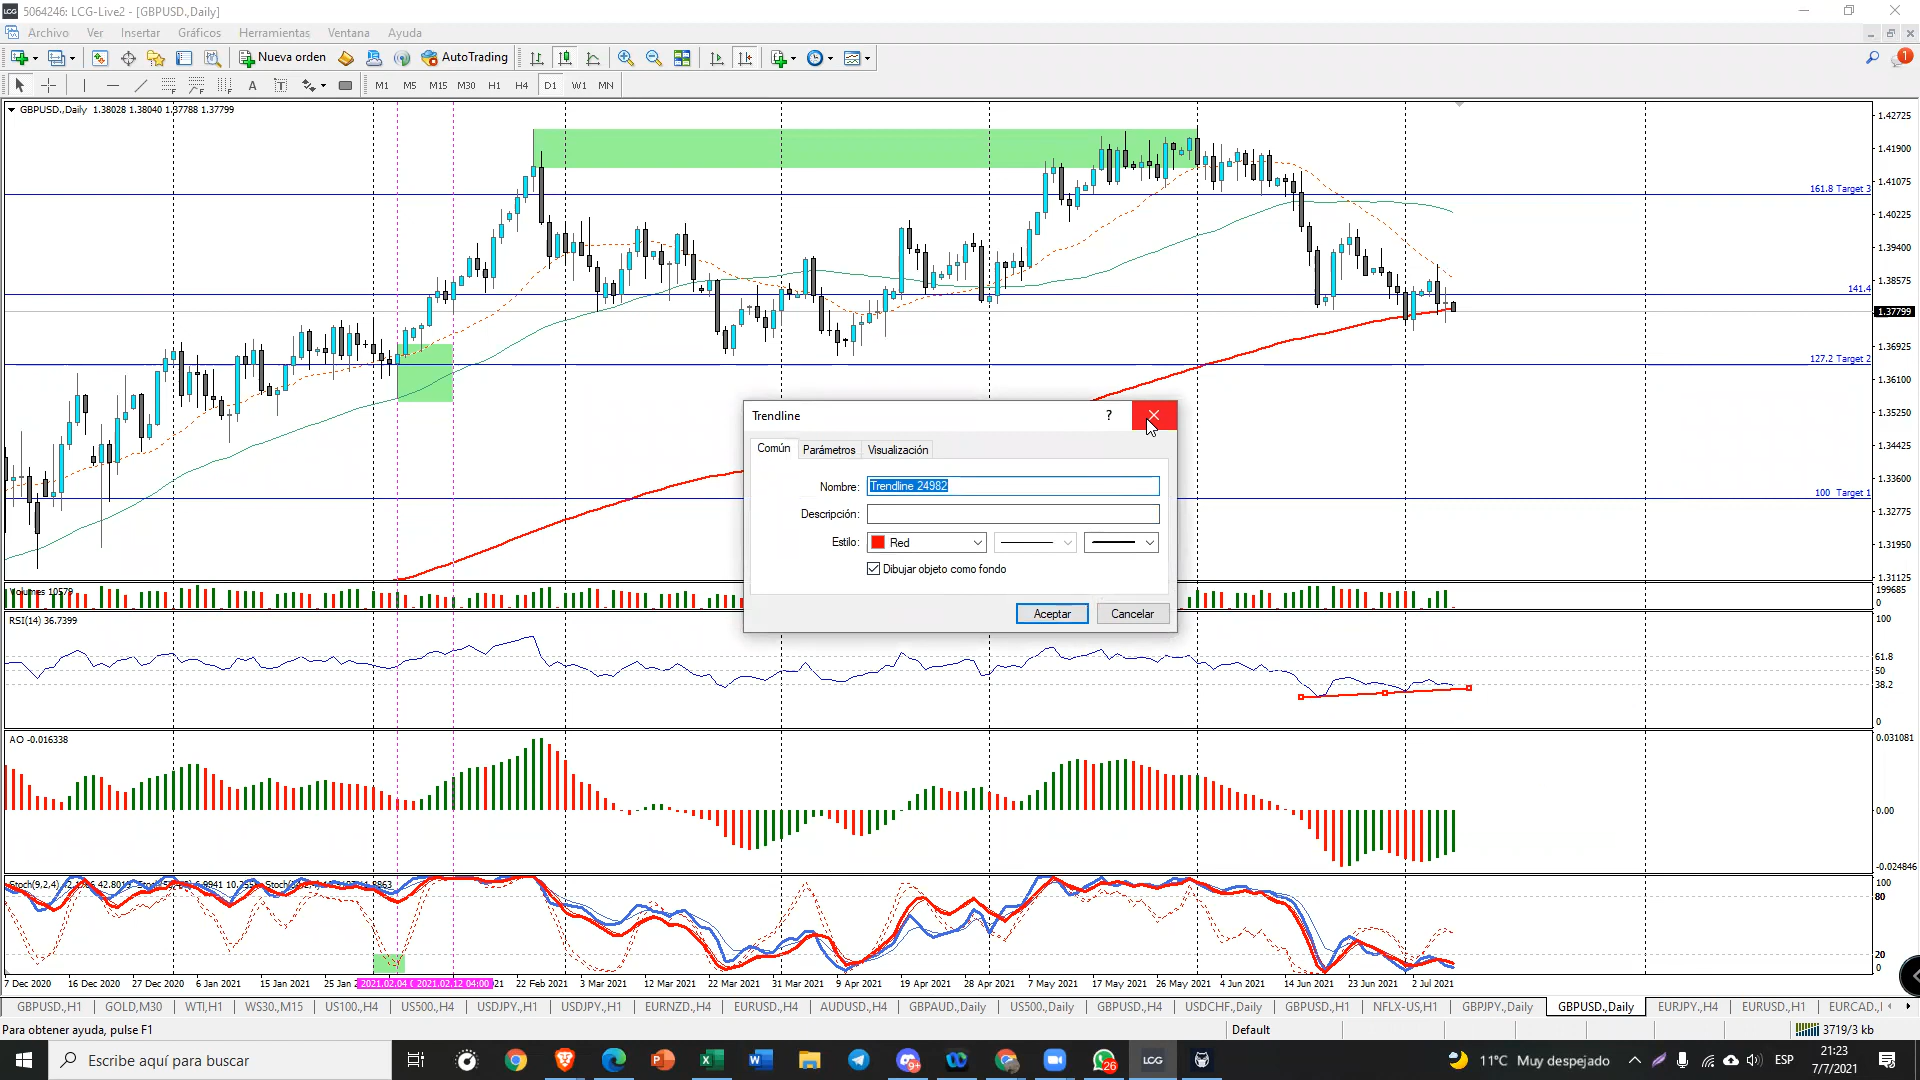 5064246: LCG-Live2 - [GBPUSD.,Daily]
Archivo Ver Insertar Gráficos Herramientas Ventana Ayuda
Nueva orden AutoTrading
1
A T M1 M5 M15 M30 H1 H4 D1 W1 MN
GBPUSD.,Daily 1.38028 1.38040 1.37788 1.37799
1.42725
1.41900
161.8 Target 3
1.41075
1.40225
1.39400
1.38575
141.4
1.37799
1.36925
127.2 Target 2
1.36100
1.35250
1.34425
1.33600
100 Target 1
1.32775
1.31950
1.31125
Trendline
?
Común Parámetros Visualización
Nombre: Trendline 24982
Descripción:
Estilo: Red
Dibujar objeto como fondo
Aceptar Cancelar
Volumes 10579
199685
0
RSI(14) 36.7399
100
61.8
50
38.2
0
AO -0.016338
0.031081
0.00
-0.024846
Stoch(9,2,4)
100
80
20
0
7 Dec 2020 16 Dec 2020 27 Dec 2020 6 Jan 2021 15 Jan 2021 25 Jan 2021.02.04 2021.02.12 04:00 22 Feb 2021 3 Mar 2021 12 Mar 2021 22 Mar 2021 31 Mar 2021 9 Apr 2021 19 Apr 2021 28 Apr 2021 7 May 2021 17 May 2021 26 May 2021 4 Jun 2021 14 Jun 2021 23 Jun 2021 2 Jul 2021
GBPUSD.,H1 GOLD,M30 WTI,H1 WS30.,M15 US100.,H4 US500.,H4 USDJPY.,H1 USDJPY.,H1 EURNZD.,H4 EURUSD.,H4 AUDUSD.,H4 GBPAUD.,Daily US500.,Daily GBPUSD.,H4 USDCHF.,Daily GBPUSD.,H1 NFLX-US,H1 GBPJPY.,Daily GBPUSD.,Daily EURJPY.,H4 EURUSD.,H1 EURCAD.,
Para obtener ayuda, pulse F1 Default 3719/3 kb
Escribe aquí para buscar
9+
26
LCG
11°C Muy despejado
ESP
21:23
7/7/2021